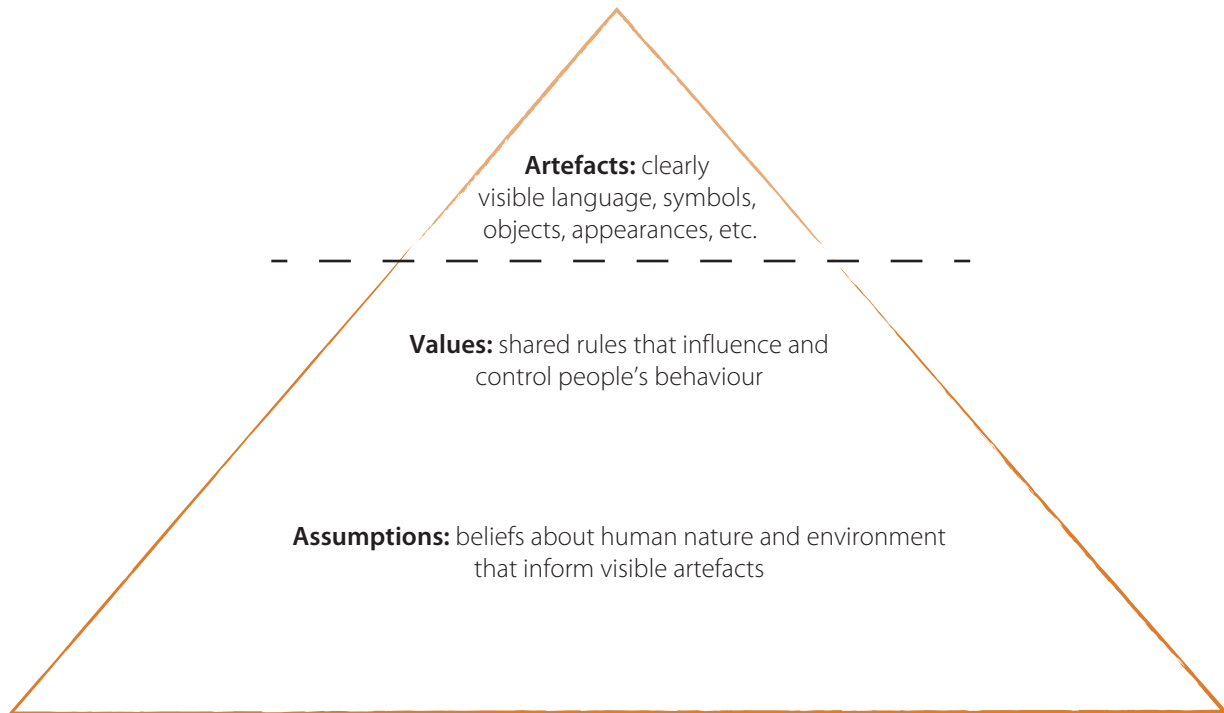 Artefacts: clearly
visible language, symbols,
objects, appearances, etc.
Values: shared rules that influence and
control people’s behaviour
Assumptions: beliefs about human nature and environment
that inform visible artefacts